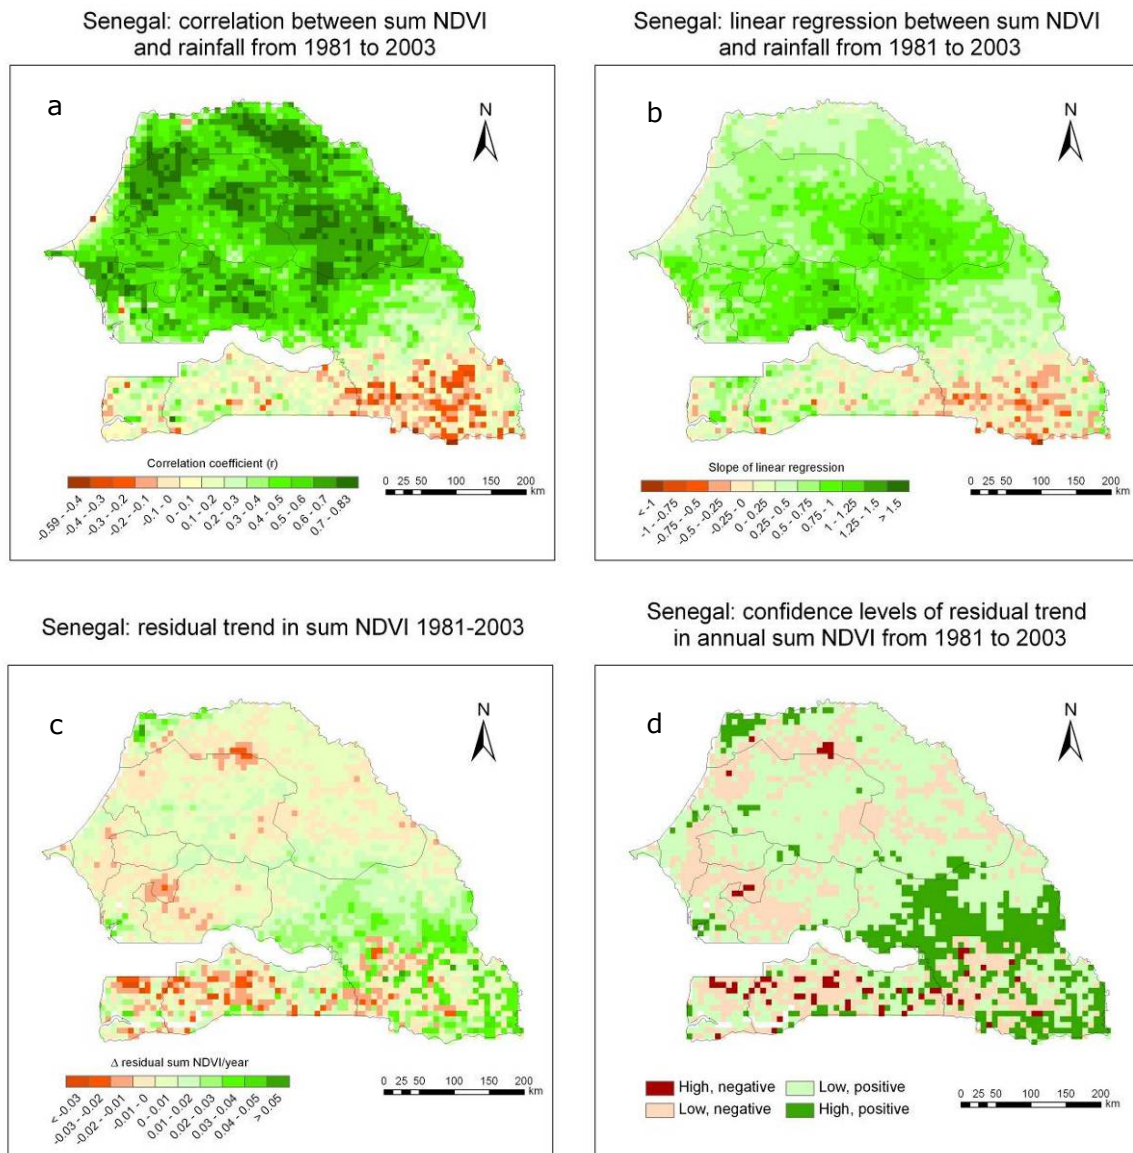 Senegal: correlation between sum NDVI
and rainfall from 1981 to 2003
a
N
Correlation coefficient (r)
-0.59 - -0.4
-0.4 - -0.3
-0.3 - -0.2
-0.2 - -0.1
-0.1 - 0
0 - 0.1
0.1 - 0.2
0.2 - 0.3
0.3 - 0.4
0.4 - 0.5
0.5 - 0.6
0.6 - 0.7
0.7 - 0.83
0 25 50 100 150 200
km
Senegal: linear regression between sum NDVI
and rainfall from 1981 to 2003
b
N
Slope of linear regression
< -1
-1 - -0.75
-0.75 - -0.5
-0.5 - -0.25
-0.25 - 0
0 - 0.25
0.25 - 0.5
0.5 - 0.75
0.75 - 1
1 - 1.25
1.25 - 1.5
> 1.5
0 25 50 100 150 200
km
Senegal: residual trend in sum NDVI 1981-2003
c
N
Δ residual sum NDVI/year
< -0.03
-0.03 - -0.02
-0.02 - -0.01
-0.01 - 0
0 - 0.01
0.01 - 0.02
0.02 - 0.03
0.03 - 0.04
0.04 - 0.05
> 0.05
0 25 50 100 150 200
km
Senegal: confidence levels of residual trend
in annual sum NDVI from 1981 to 2003
d
N
High, negative
Low, positive
Low, negative
High, positive
0 25 50 100 150 200
km